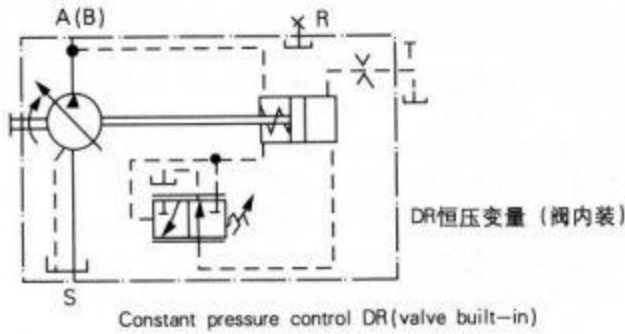 A(B)
R
T
DR恒压变量（阀内装）
S
Constant pressure control DR(valve built-in)